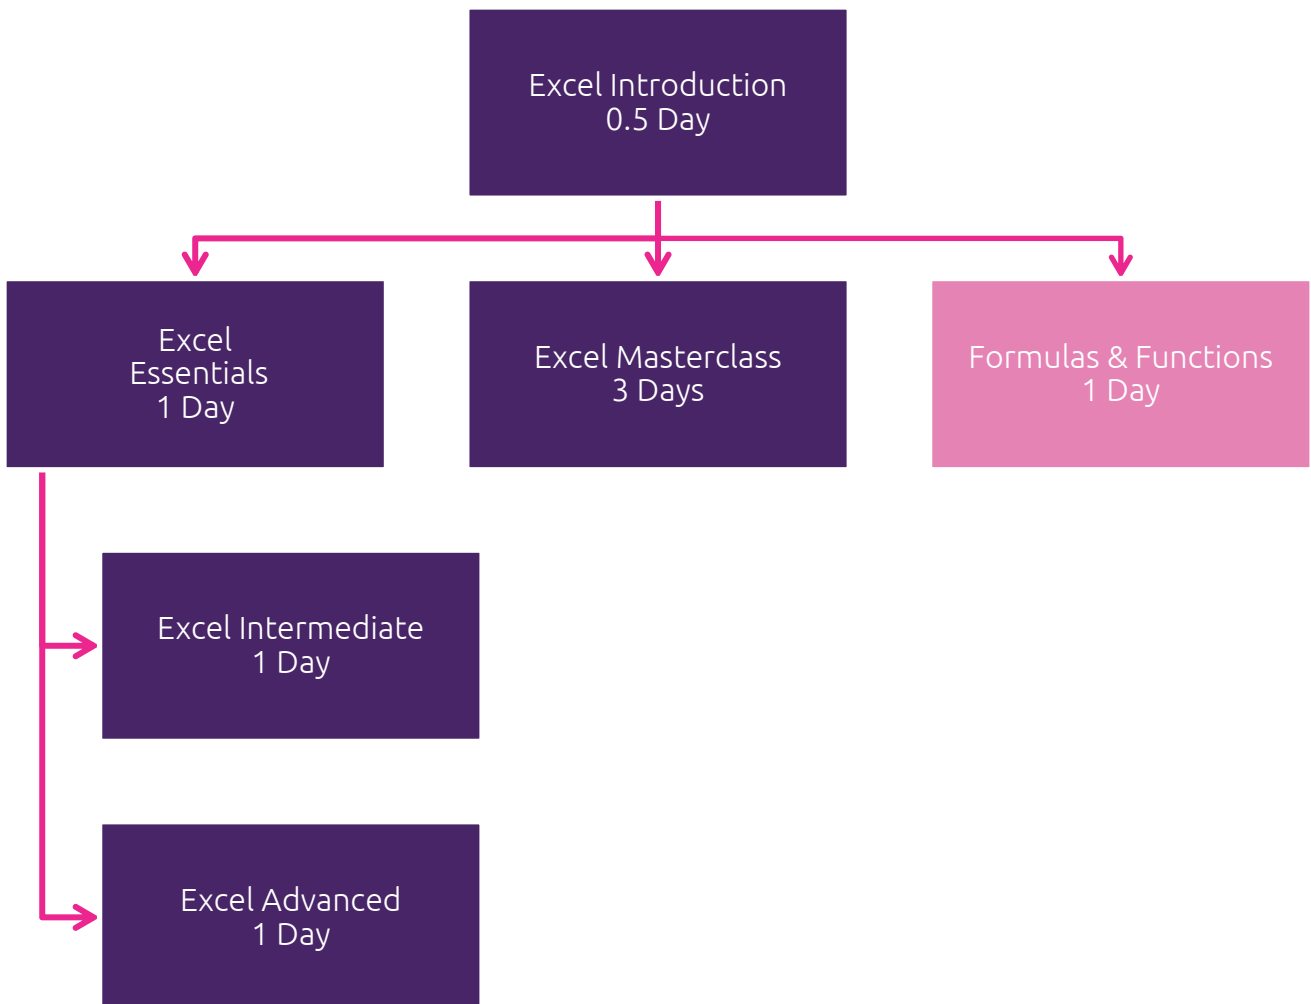 Excel Introduction
0.5 Day
Excel
Essentials
1 Day
Excel Masterclass
3 Days
Formulas & Functions
1 Day
Excel Intermediate
1 Day
Excel Advanced
1 Day